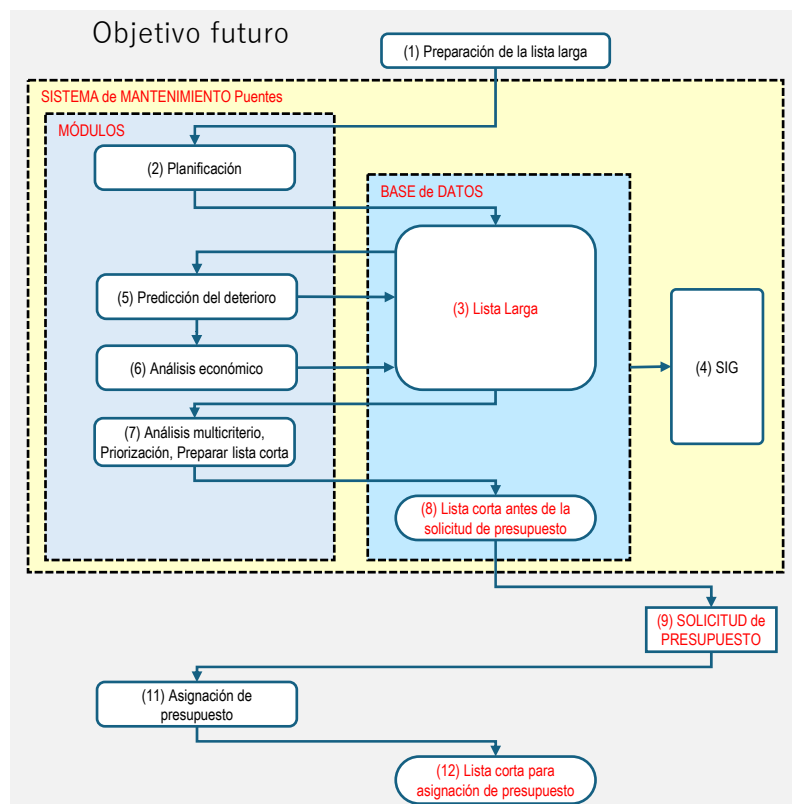 Objetivo futuro
(1) Preparación de la lista larga
SISTEMA de MANTENIMIENTO Puentes
MÓDULOS
(2) Planificación
BASE de DATOS
(5) Predicción del deterioro
(3) Lista Larga
(6) Análisis económico
(4) SIG
(7) Análisis multicriterio,
Priorización, Preparar lista corta
(8) Lista corta antes de la
solicitud de presupuesto
(9) SOLICITUD de
PRESUPUESTO
(11) Asignación de
presupuesto
(12) Lista corta para
asignación de presupuesto